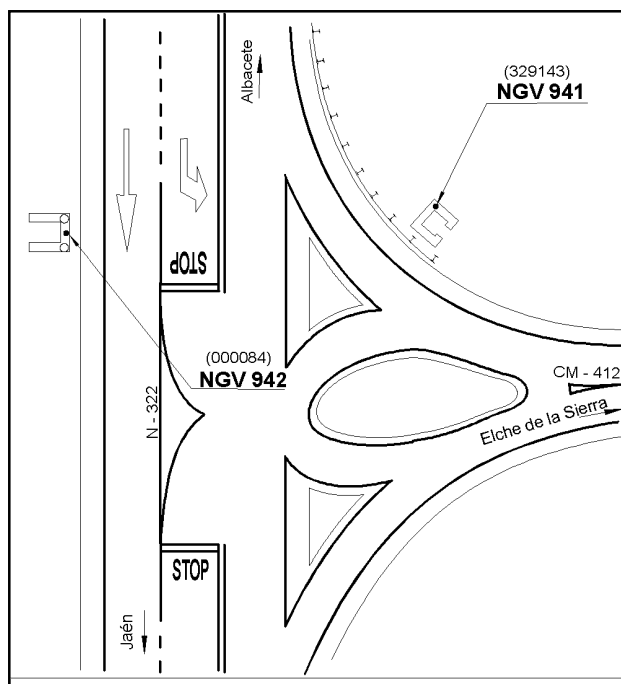 Albacete
(329143)
NGV 941
STOP
(000084)
NGV 942
N - 322
CM - 412
Elche de la Sierra
STOP
Jaén